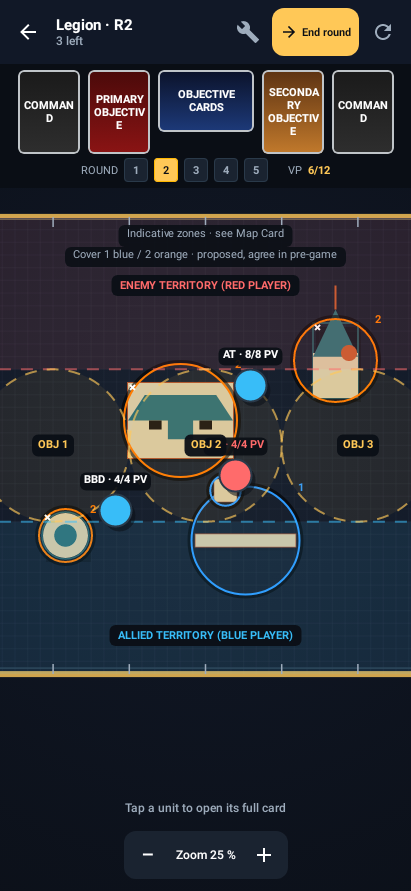 Legion · R2
3 left
End round
COMMAN
D
PRIMARY
OBJECTIV
E
OBJECTIVE
CARDS
SECONDA
RY
OBJECTIV
E
COMMAN
D
ROUND 1 2 3 4 5 VP 6/12
Indicative zones · see Map Card
Cover 1 blue / 2 orange · proposed, agree in pre-game
ENEMY TERRITORY (RED PLAYER)
2
AT · 8/8 PV
OBJ 1
OBJ 2 · 4/4 PV
OBJ 3
BBD · 4/4 PV
1
2
ALLIED TERRITORY (BLUE PLAYER)
Tap a unit to open its full card
− Zoom 25 % +